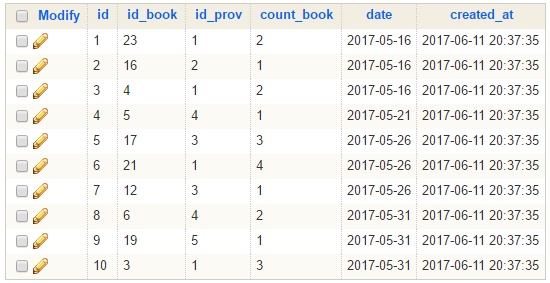 Modify id id_book id_prov count_book date created_at
1 23 1 2 2017-05-16 2017-06-11 20:37:35
2 16 2 1 2017-05-16 2017-06-11 20:37:35
3 4 1 2 2017-05-16 2017-06-11 20:37:35
4 5 4 1 2017-05-21 2017-06-11 20:37:35
5 17 3 3 2017-05-26 2017-06-11 20:37:35
6 21 1 4 2017-05-26 2017-06-11 20:37:35
7 12 3 1 2017-05-26 2017-06-11 20:37:35
8 6 4 2 2017-05-31 2017-06-11 20:37:35
9 19 5 1 2017-05-31 2017-06-11 20:37:35
10 3 1 3 2017-05-31 2017-06-11 20:37:35